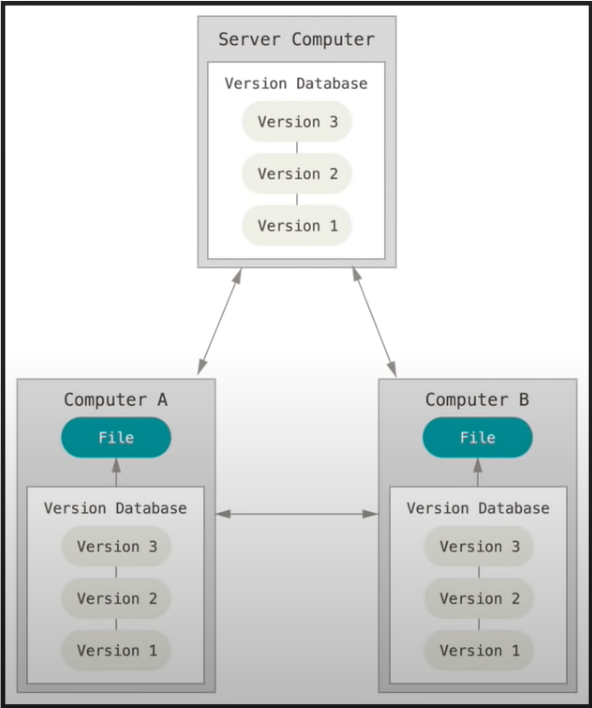 Server Computer
Version Database
Version 3
Version 2
Version 1
Computer A
File
Version Database
Version 3
Version 2
Version 1
Computer B
File
Version Database
Version 3
Version 2
Version 1